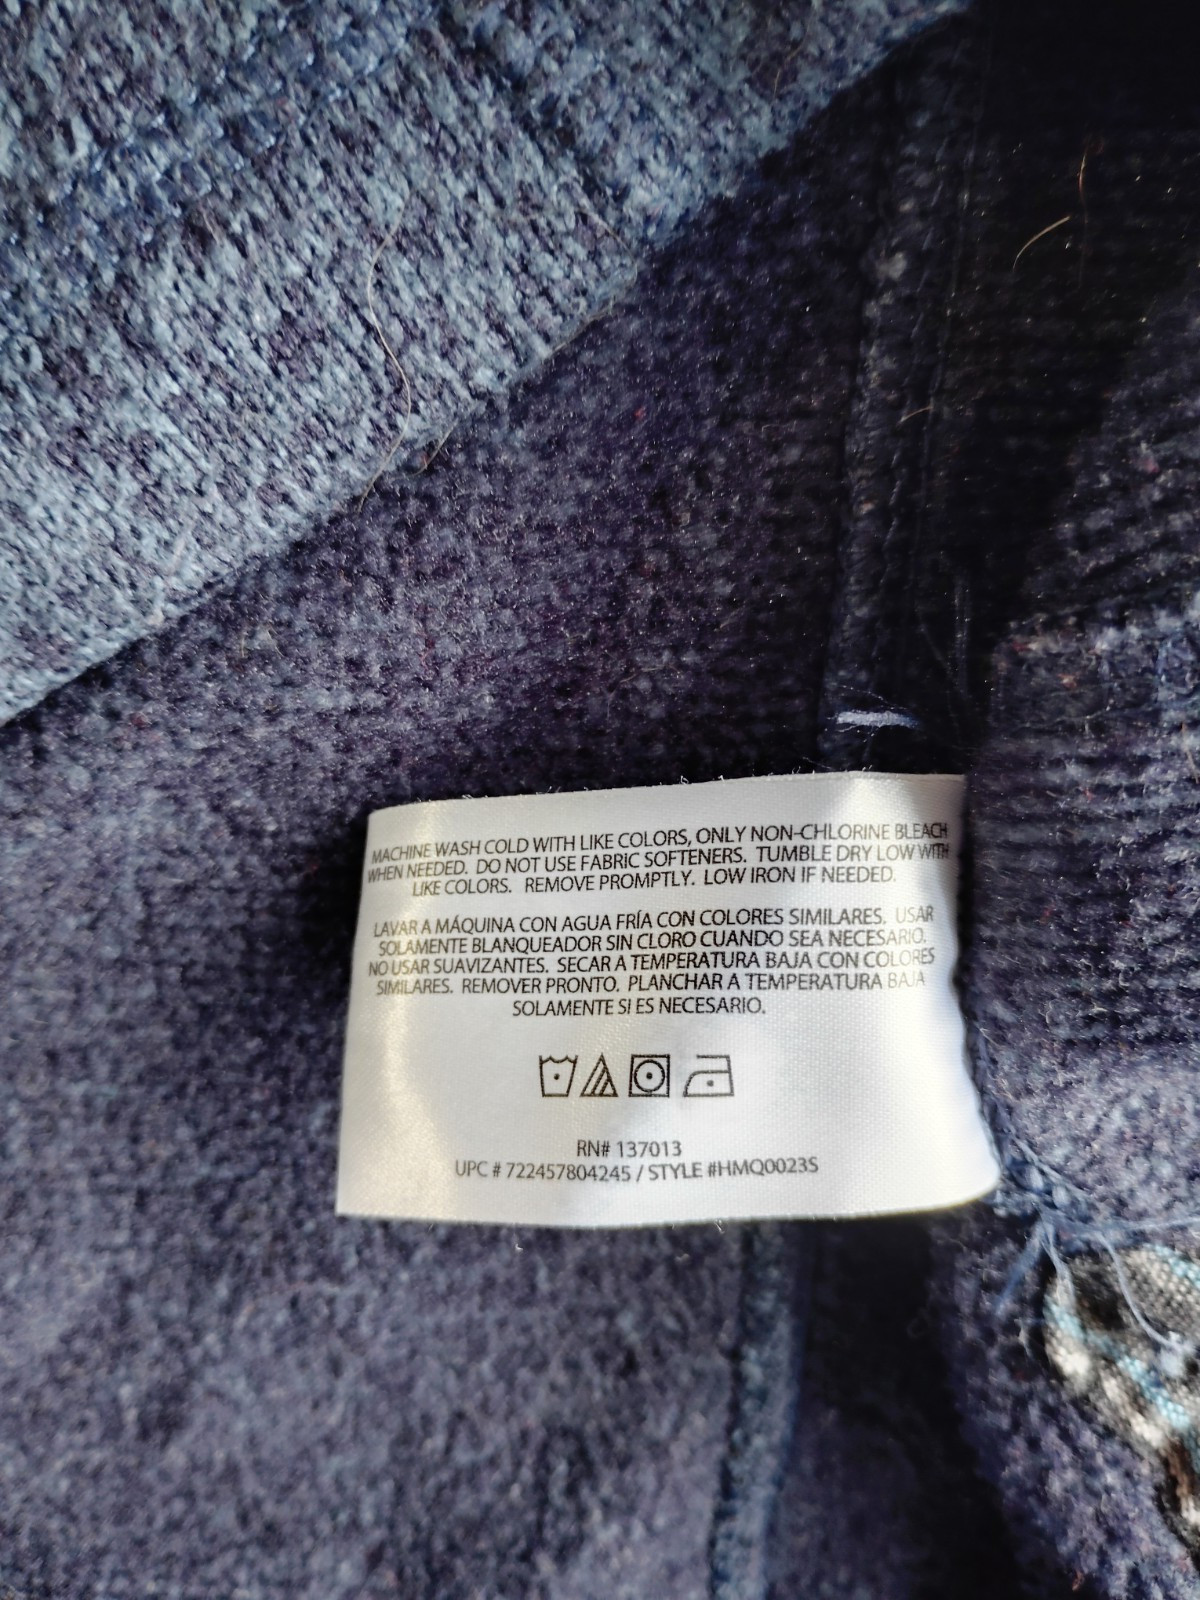 MACHINE WASH COLD WITH LIKE COLORS, ONLY NON-CHLORINE BLEACH
WHEN NEEDED. DO NOT USE FABRIC SOFTENERS. TUMBLE DRY LOW WITH
LIKE COLORS. REMOVE PROMPTLY. LOW IRON IF NEEDED.
LAVAR A MÁQUINA CON AGUA FRÍA CON COLORES SIMILARES. USAR
SOLAMENTE BLANQUEADOR SIN CLORO CUANDO SEA NECESARIO.
NO USAR SUAVIZANTES. SECAR A TEMPERATURA BAJA CON COLORES
SIMILARES. REMOVER PRONTO. PLANCHAR A TEMPERATURA BAJA
SOLAMENTE SI ES NECESARIO.
RN# 137013
UPC # 722457804245 / STYLE #HMQ0023S